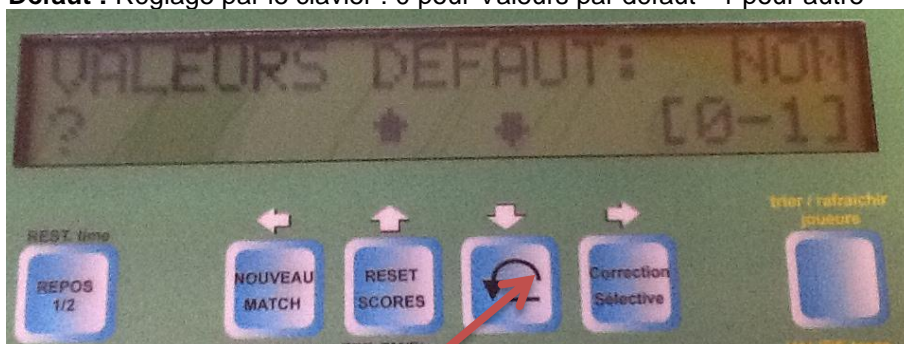 Défaut : Réglage par le clavier : 0 pour Valeurs par défaut – 1 pour autre
VALEURS DEFAUT: NON
? [0-1]
trier / rafraichir
joueurs
REST. time
REPOS
1/2
NOUVEAU
MATCH
RESET
SCORES
Correction
Sélective